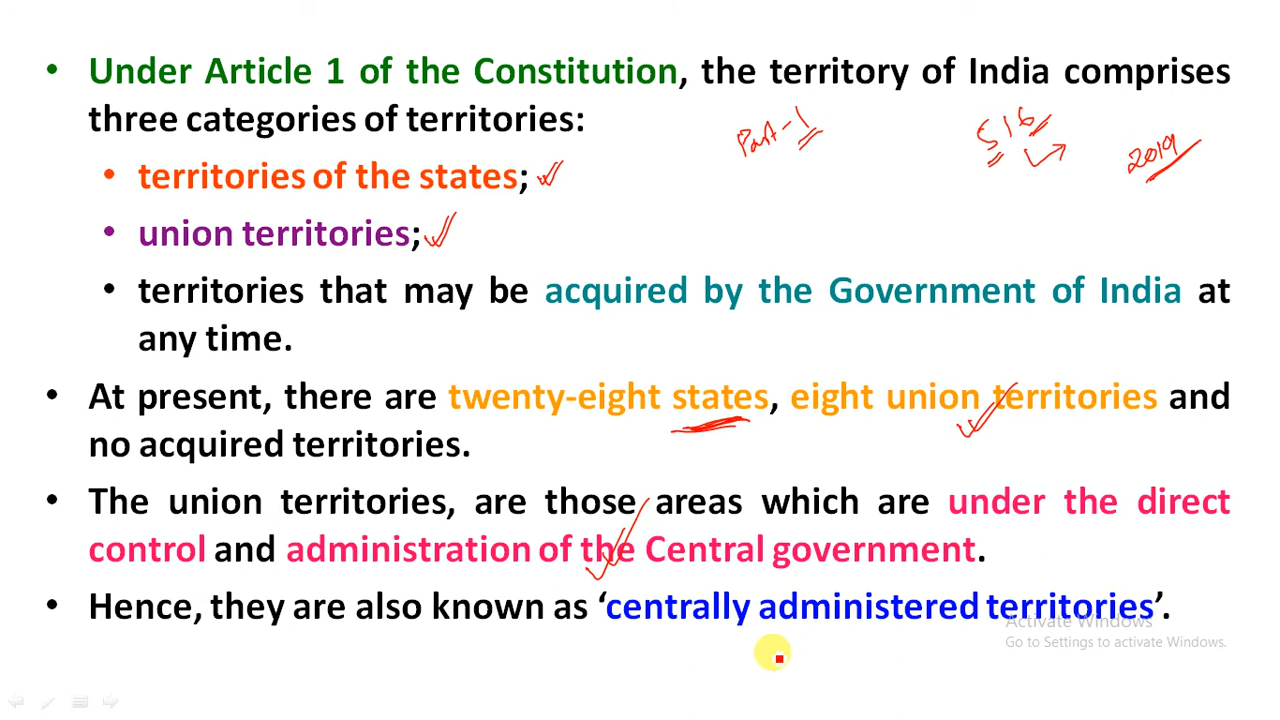 • Under Article 1 of the Constitution, the territory of India comprises
three categories of territories:
Part-1
516
2019
• territories of the states;
• union territories;
• territories that may be acquired by the Government of India at
any time.
• At present, there are twenty-eight states, eight union territories and
no acquired territories.
• The union territories, are those areas which are under the direct
control and administration of the Central government.
• Hence, they are also known as ‘centrally administered territories’.
Activate Windows
Go to Settings to activate Windows.